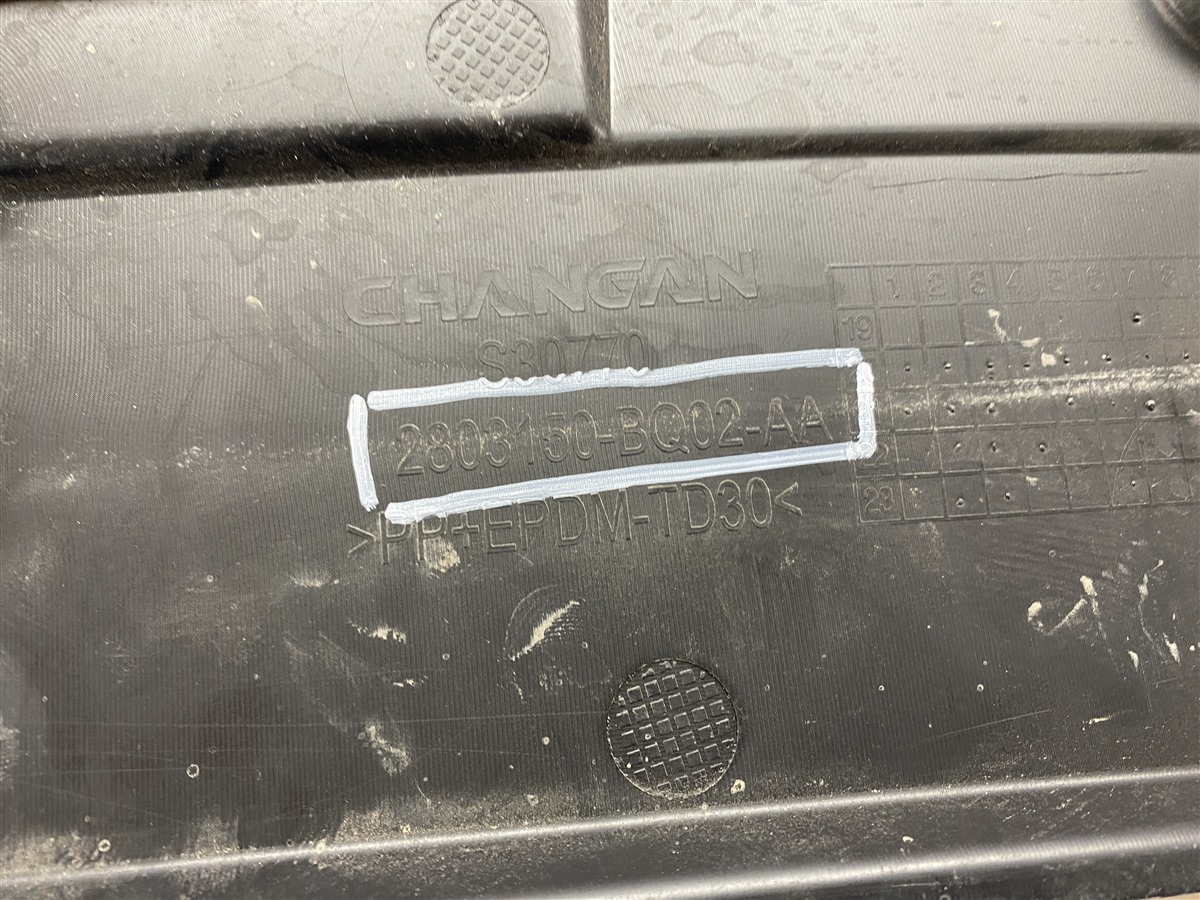 CHANGAN
S30770
2803150-BQ02-AA
>PP+EPDM-TD30<
1 2 3 4 5 6 7 8
19
22
23